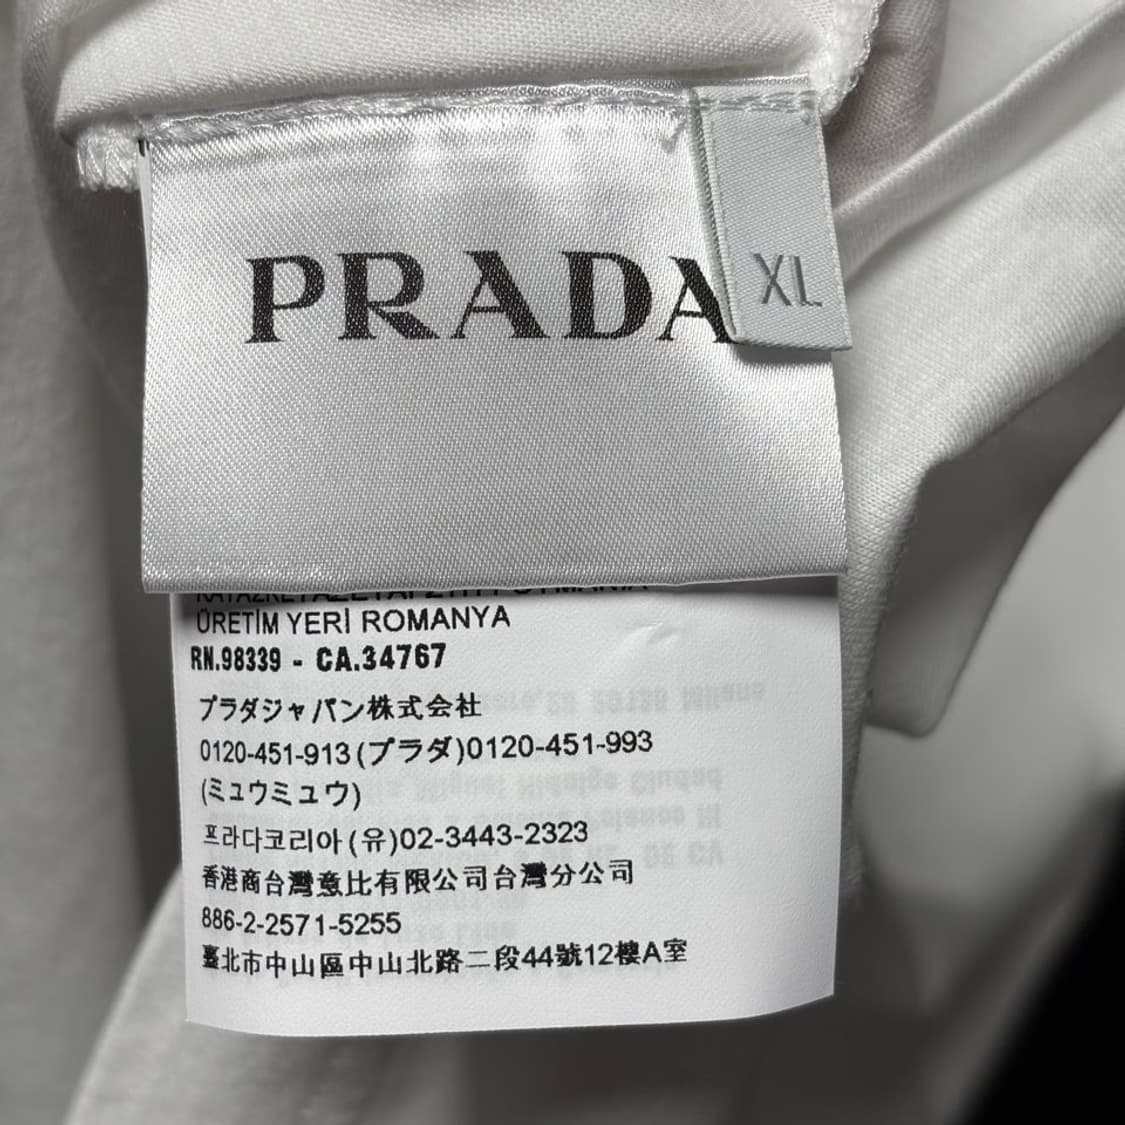 PRADA
XL
ÜRETİM YERİ ROMANYA
RN.98339 - CA.34767
プラダジャパン株式会社
0120-451-913 (プラダ)0120-451-993
(ミュウミュウ)
프라다코리아 (유)02-3443-2323
香港商台灣意比有限公司台灣分公司
886-2-2571-5255
臺北市中山區中山北路二段44號12樓A室